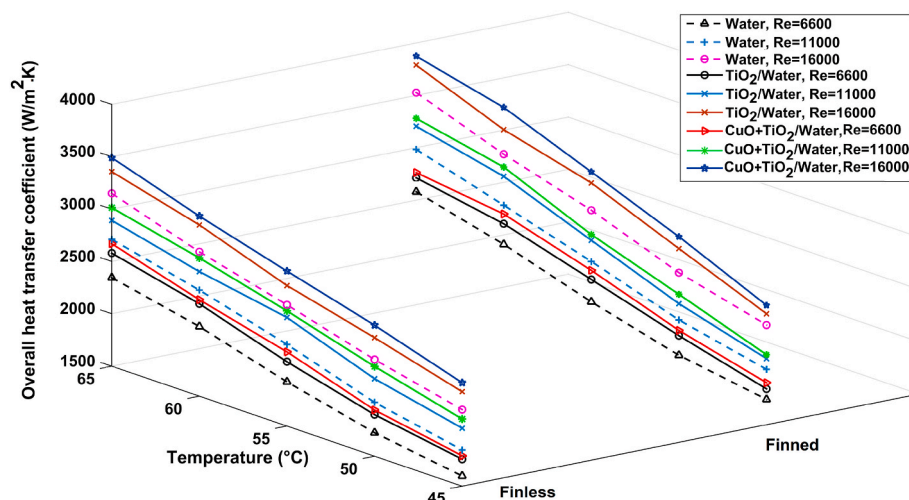 Water, Re=6600
Water, Re=11000
Water, Re=16000
TiO2/Water, Re=6600
TiO2/Water, Re=11000
TiO2/Water, Re=16000
CuO+TiO2/Water,Re=6600
CuO+TiO2/Water,Re=11000
CuO+TiO2/Water,Re=16000
Overall heat transfer coefficient (W/m2.K)
4000
3500
3000
2500
2000
1500
65
60
55
50
45
Temperature (°C)
Finless
Finned